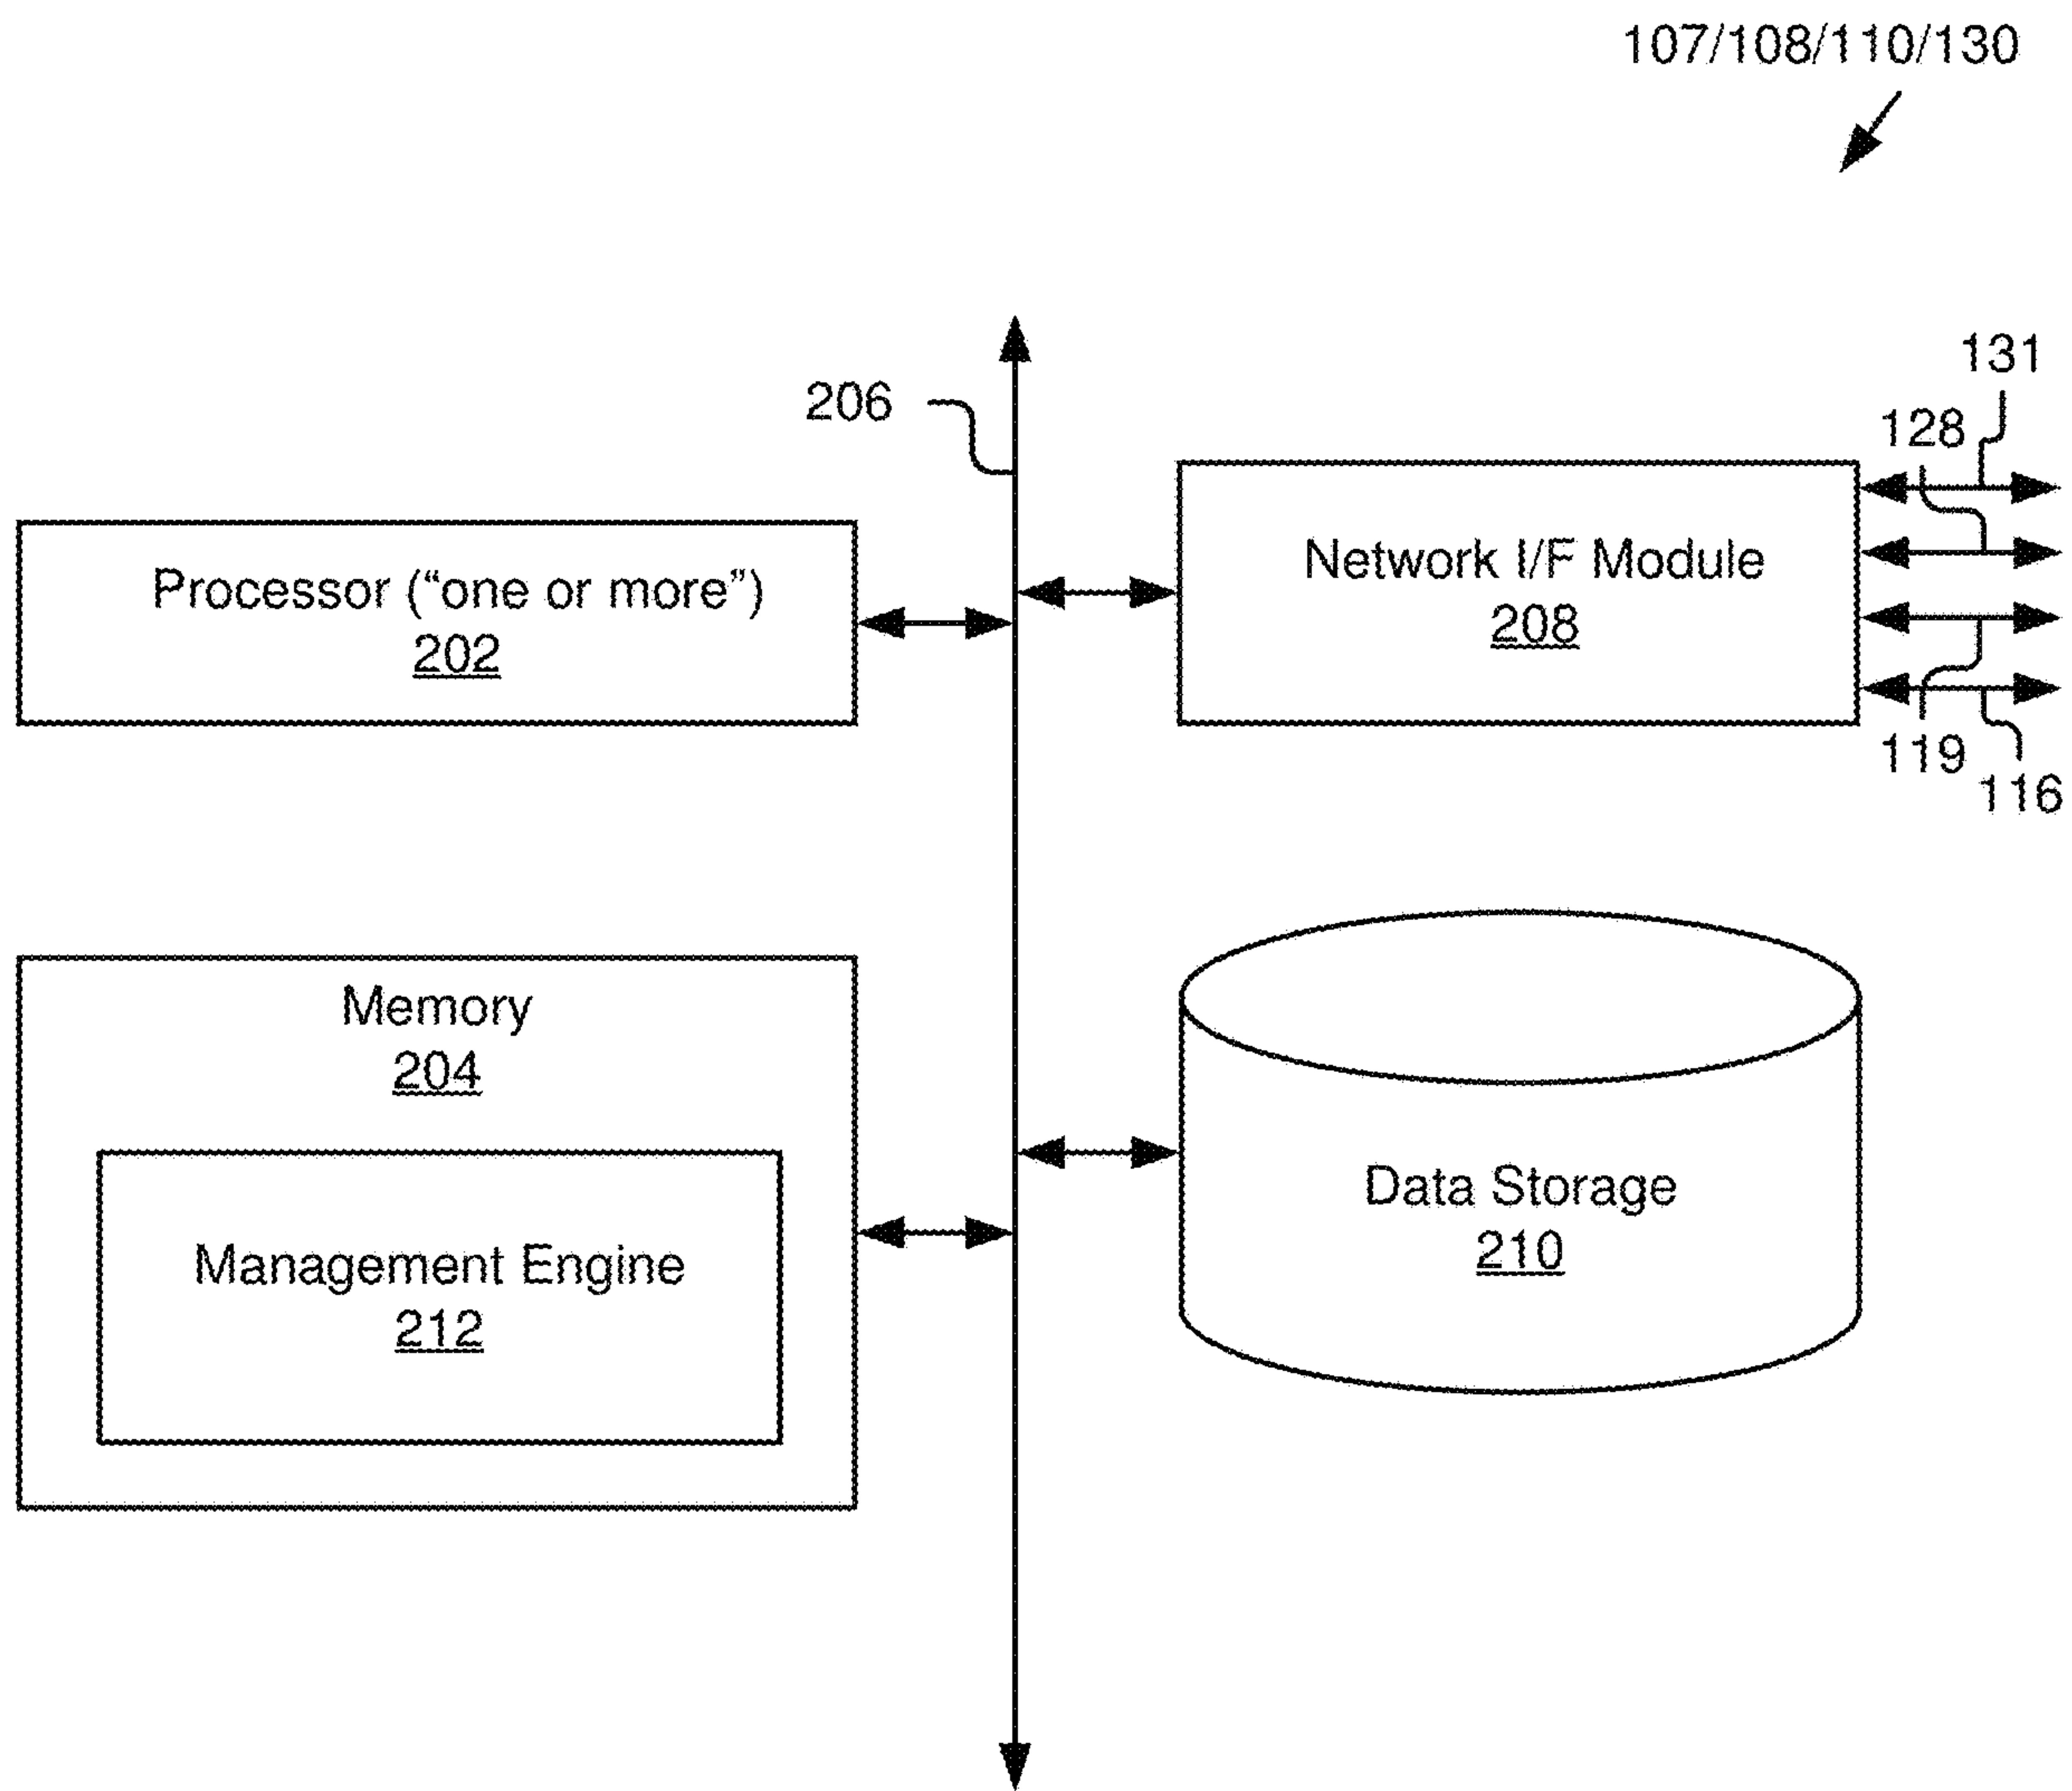 107/108/110/130
131
206
128
Network I/F Module
208
Processor (“one or more”)
202
119
116
Memory
204
Data Storage
210
Management Engine
212